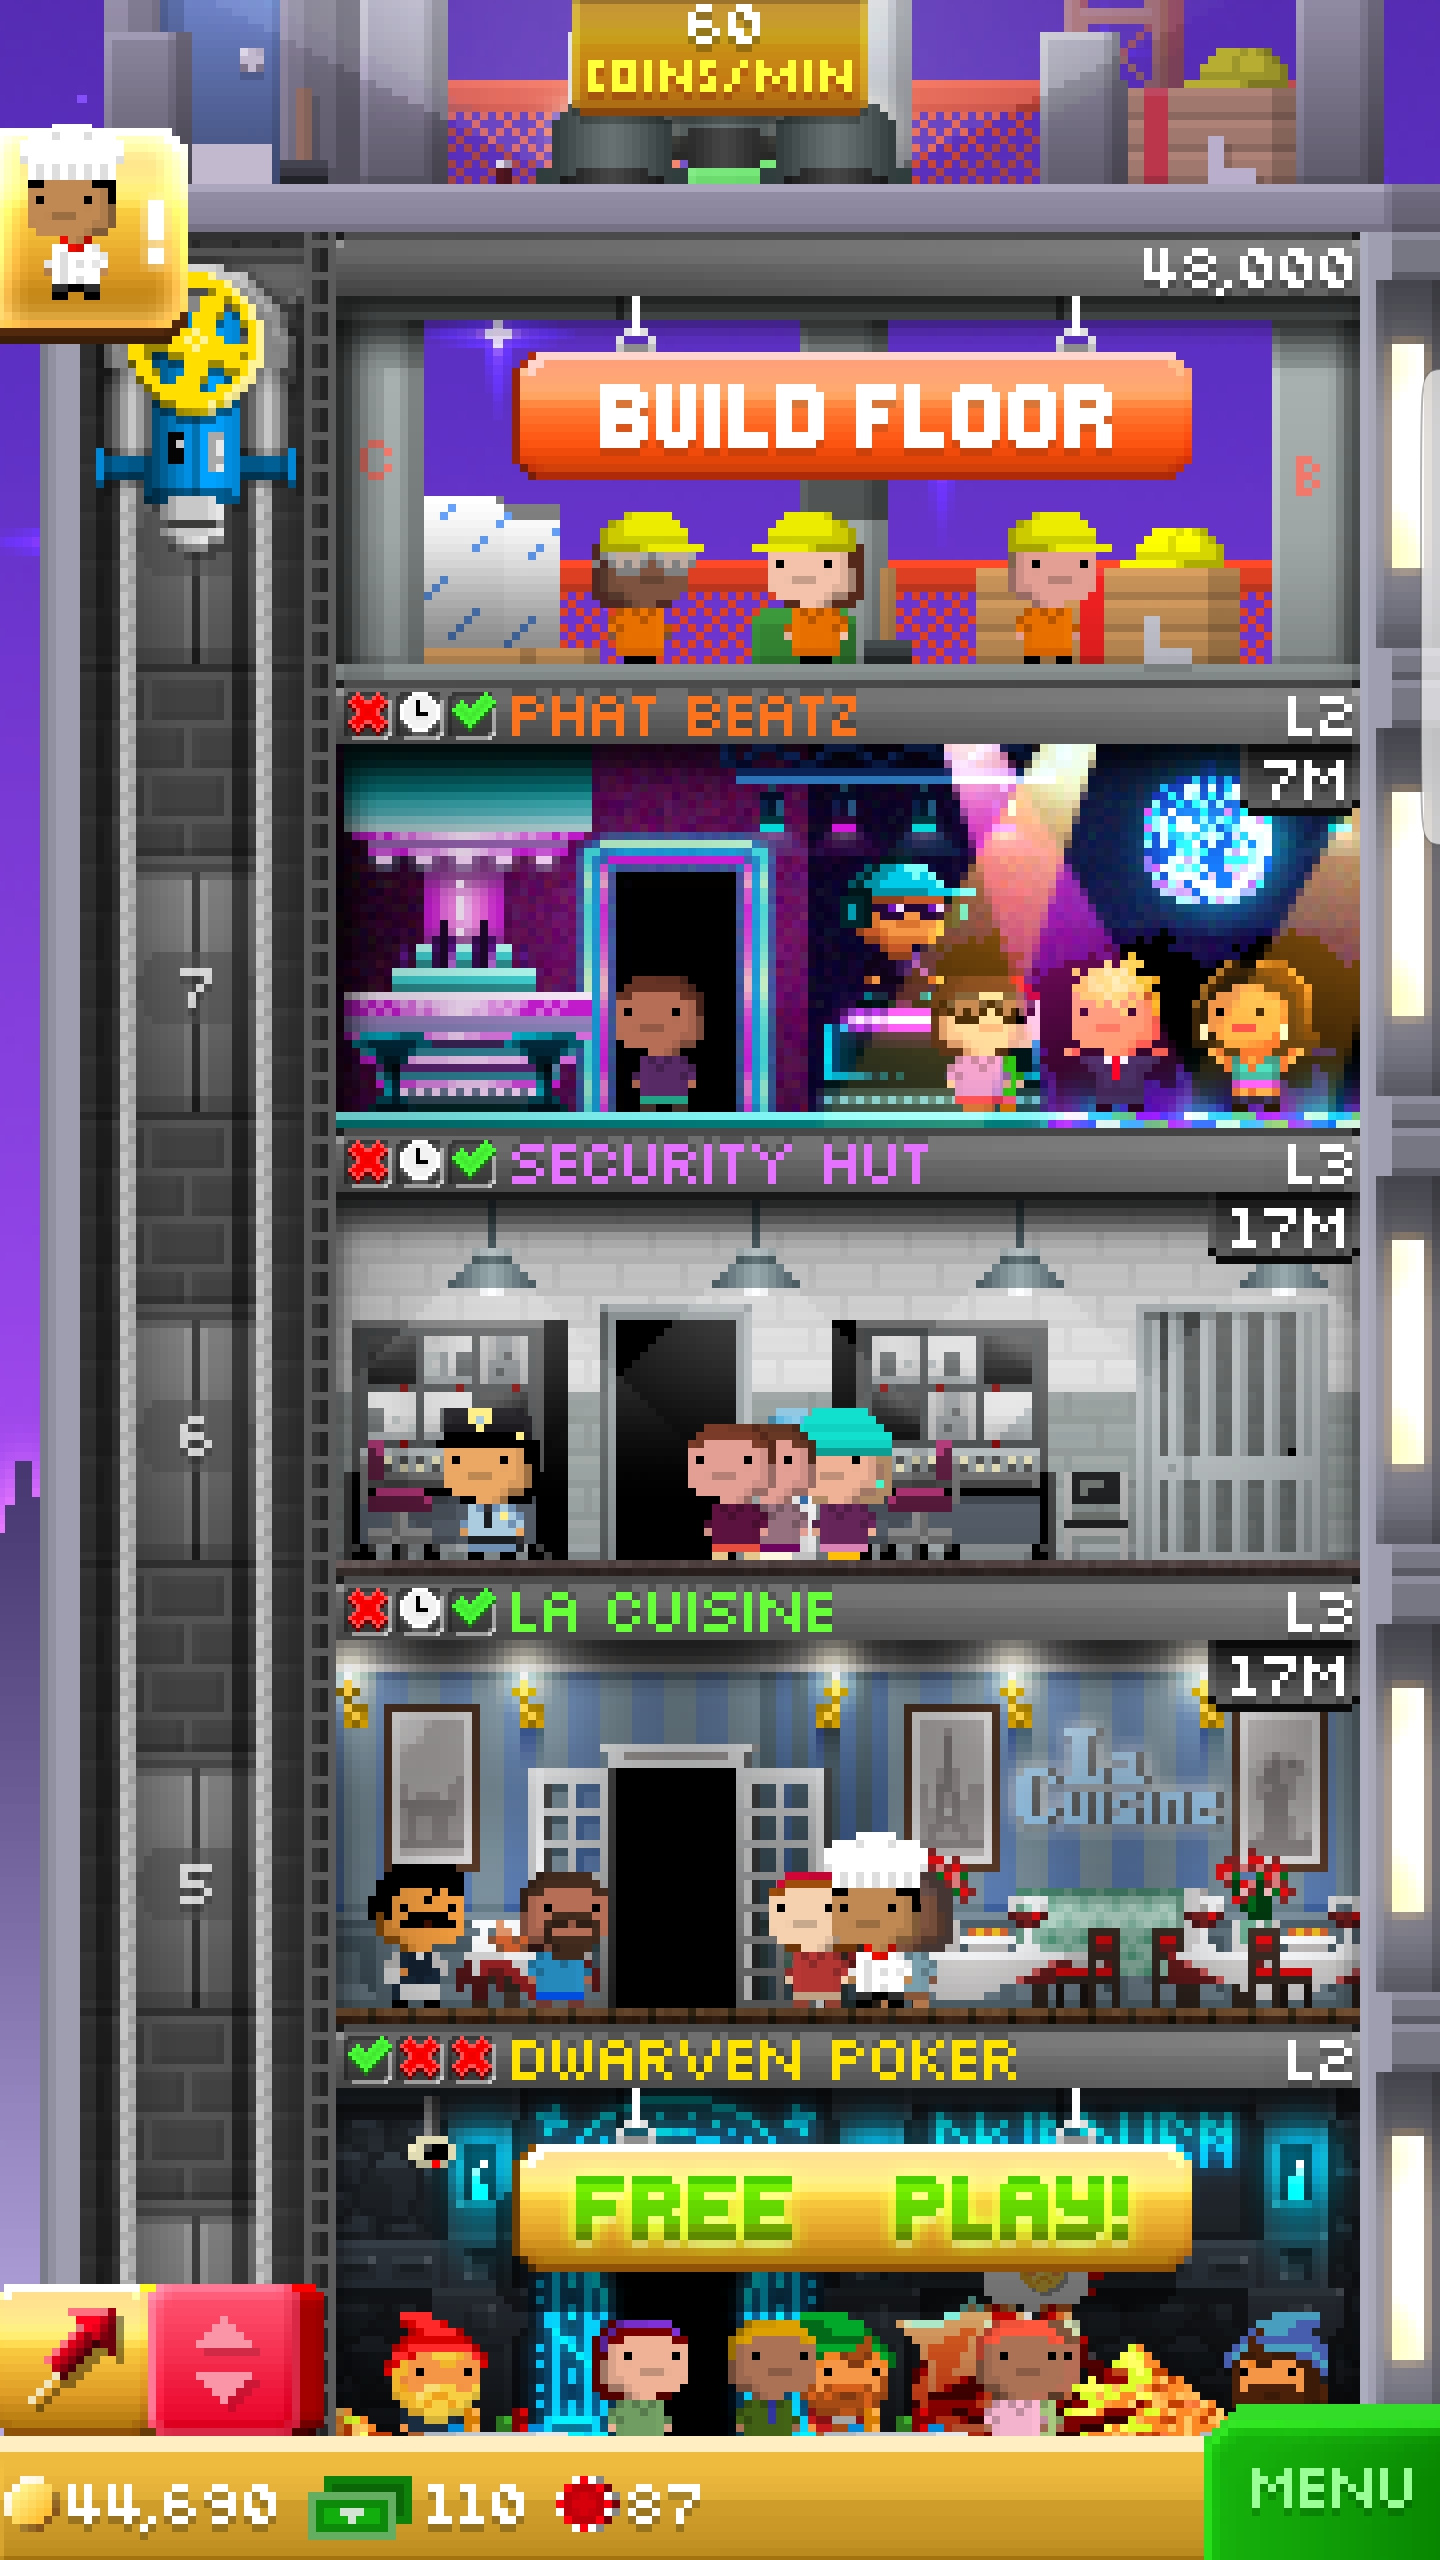 60
COINS/MIN
!
48,000
BUILD FLOOR
C
B
PHAT BEATZ
L2
7M
7
SECURITY HUT
L3
17M
6
LA CUISINE
L3
17M
La
Cuisine
5
DWARVEN POKER
L2
FREE PLAY!
44,690
110
87
MENU